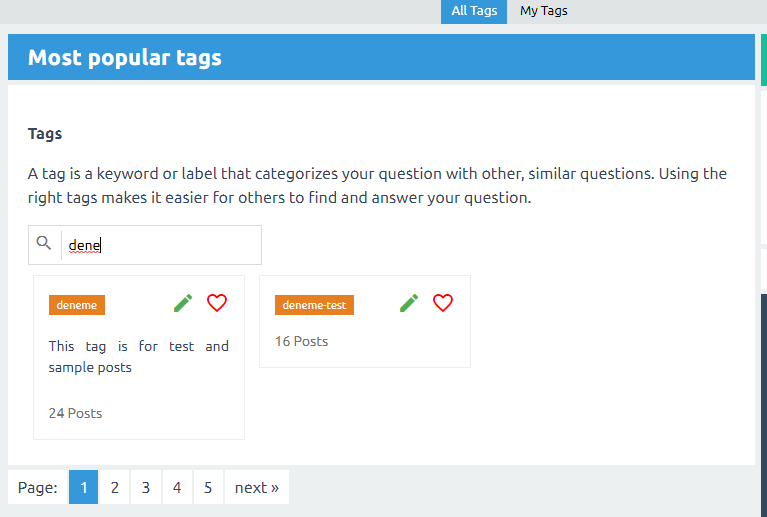 All Tags My Tags
Most popular tags
Tags
A tag is a keyword or label that categorizes your question with other, similar questions. Using the
right tags makes it easier for others to find and answer your question.
dene
deneme
This tag is for test and
sample posts
24 Posts
deneme-test
16 Posts
Page: 1 2 3 4 5 next »